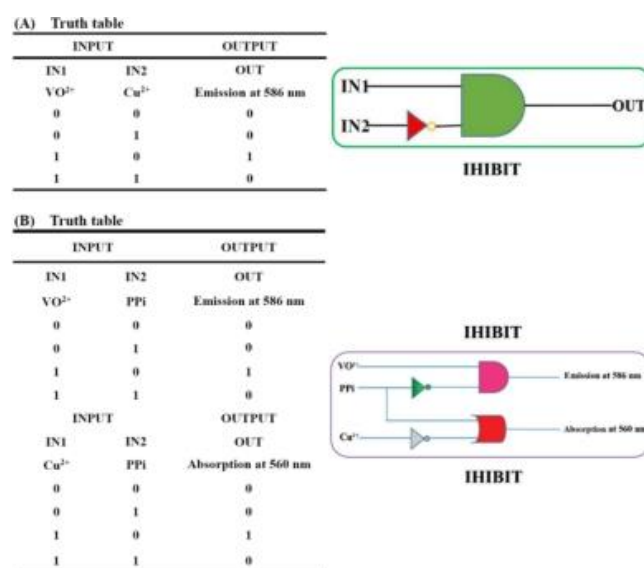 (A) Truth table
INPUT OUTPUT
IN1 IN2 OUT
VO²⁺ Cu²⁺ Emission at 586 nm
0 0 0
0 1 0
1 0 1
1 1 0
IN1
IN2
OUT
IHIBIT
(B) Truth table
INPUT OUTPUT
IN1 IN2 OUT
VO²⁺ PPi Emission at 586 nm
0 0 0
0 1 0
1 0 1
1 1 0
INPUT OUTPUT
IN1 IN2 OUT
Cu²⁺ PPi Absorption at 560 nm
0 0 0
0 1 0
1 0 1
1 1 0
IHIBIT
VO²⁺
PPi
Cu²⁺
Emission at 586 nm
Absorption at 560 nm
IHIBIT